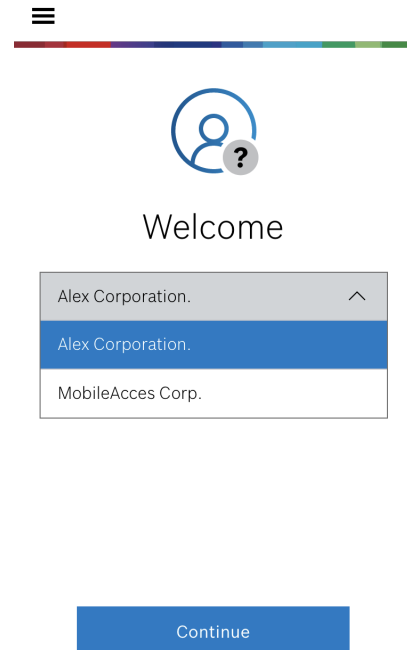 ?
Welcome
Alex Corporation.
Alex Corporation.
MobileAcces Corp.
Continue